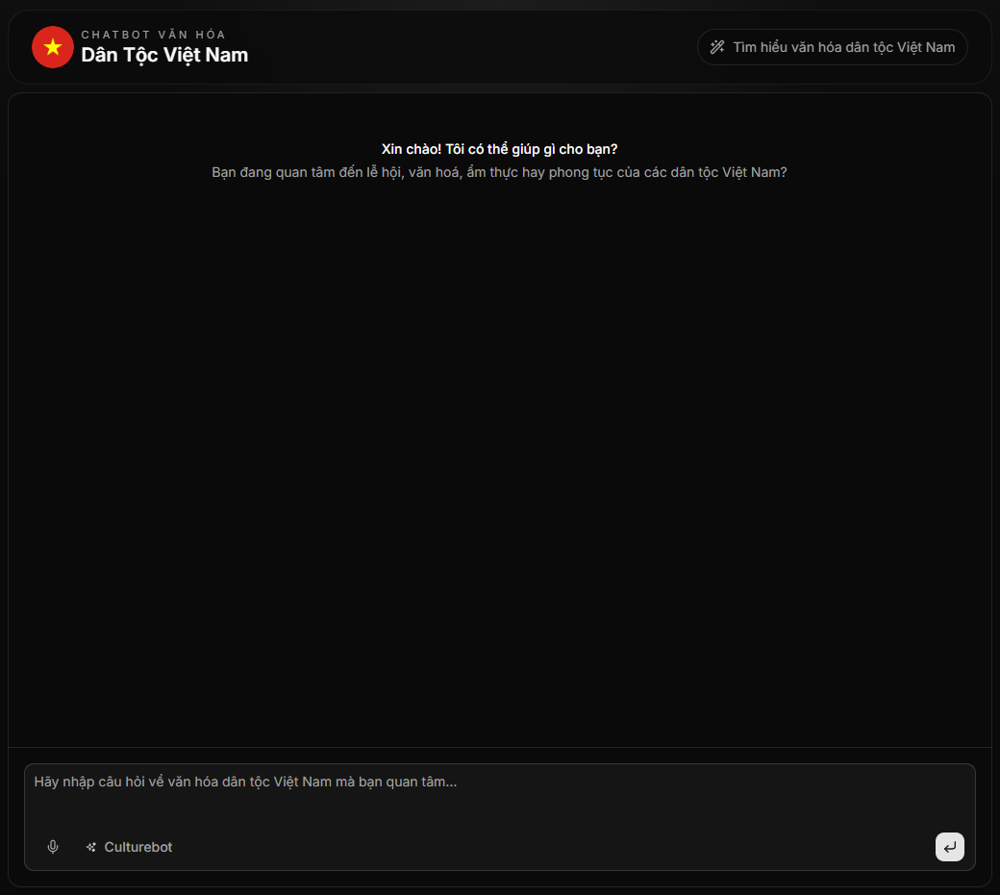 CHATBOT VĂN HÓA
Dân Tộc Việt Nam
Tìm hiểu văn hóa dân tộc Việt Nam
Xin chào! Tôi có thể giúp gì cho bạn?
Bạn đang quan tâm đến lễ hội, văn hoá, ẩm thực hay phong tục của các dân tộc Việt Nam?
Hãy nhập câu hỏi về văn hóa dân tộc Việt Nam mà bạn quan tâm...
Culturebot